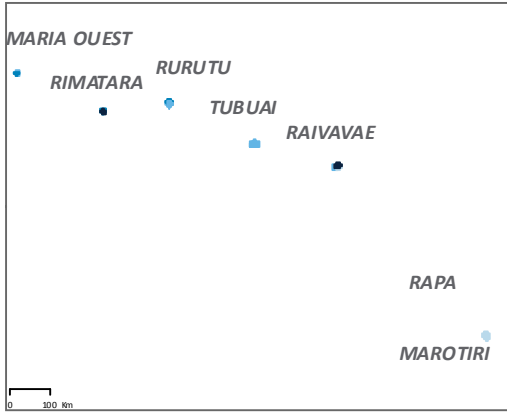 MARIA OUEST
RIMATARA
RURUTU
TUBUAI
RAIVAVAE
RAPA
MAROTIRI
0 100 Km